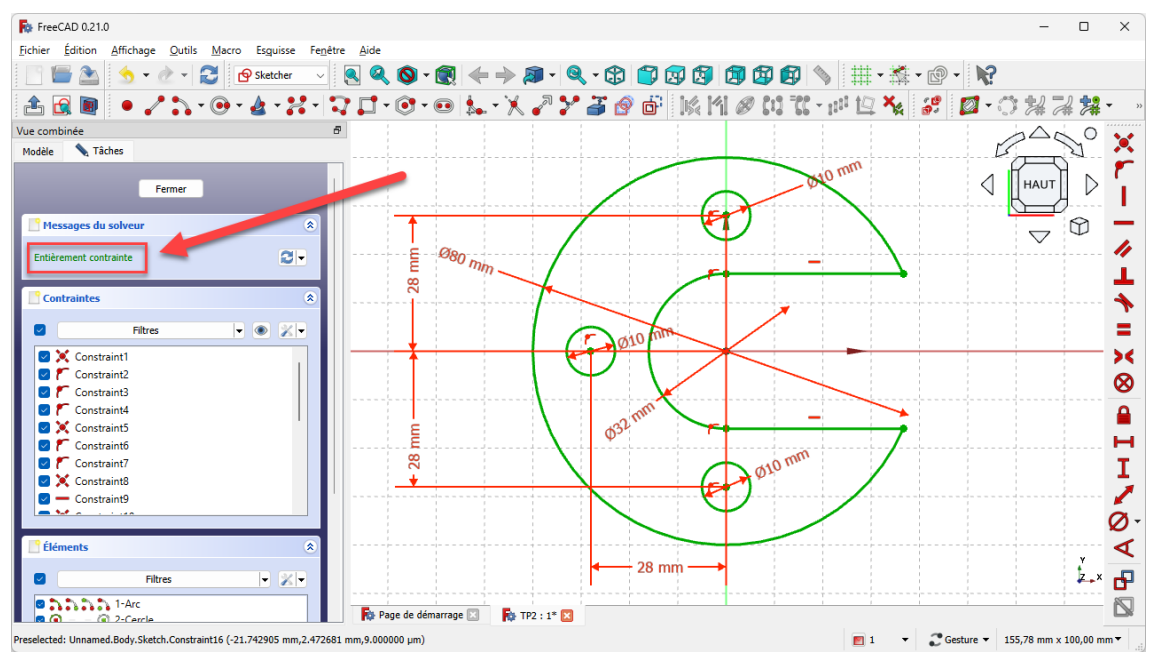 FreeCAD 0.21.0
Fichier Édition Affichage Outils Macro Esquisse Fenêtre Aide
Sketcher
Vue combinée
Modèle Tâches
Fermer
Messages du solveur
Entièrement contrainte
Contraintes
Filtres
Constraint1
Constraint2
Constraint3
Constraint4
Constraint5
Constraint6
Constraint7
Constraint8
Constraint9
Constraint10
Éléments
Filtres
1-Arc
2-Cercle
Ø10 mm
HAUT
Ø80 mm
28 mm
Ø10 mm
Ø32 mm
28 mm
Ø10 mm
28 mm
Y
Z X
Page de démarrage
TP2 : 1*
Preselected: Unnamed.Body.Sketch.Constraint16 (-21.742905 mm,2.472681 mm,9.000000 µm)
1
Gesture
155,78 mm x 100,00 mm